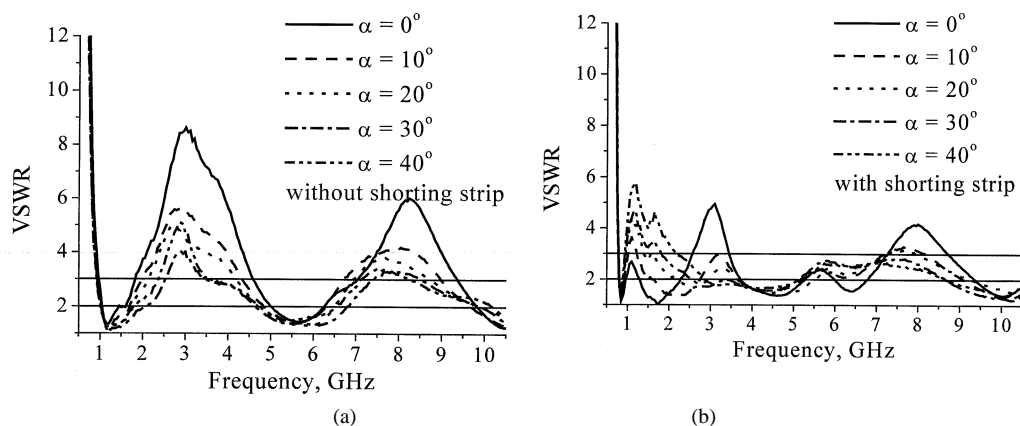 VSWR
12
10
8
6
4
2
α = 0°
α = 10°
α = 20°
α = 30°
α = 40°
without shorting strip
1 2 3 4 5 6 7 8 9 10
Frequency, GHz
(a)
VSWR
12
10
8
6
4
2
α = 0°
α = 10°
α = 20°
α = 30°
α = 40°
with shorting strip
1 2 3 4 5 6 7 8 9 10
Frequency, GHz
(b)